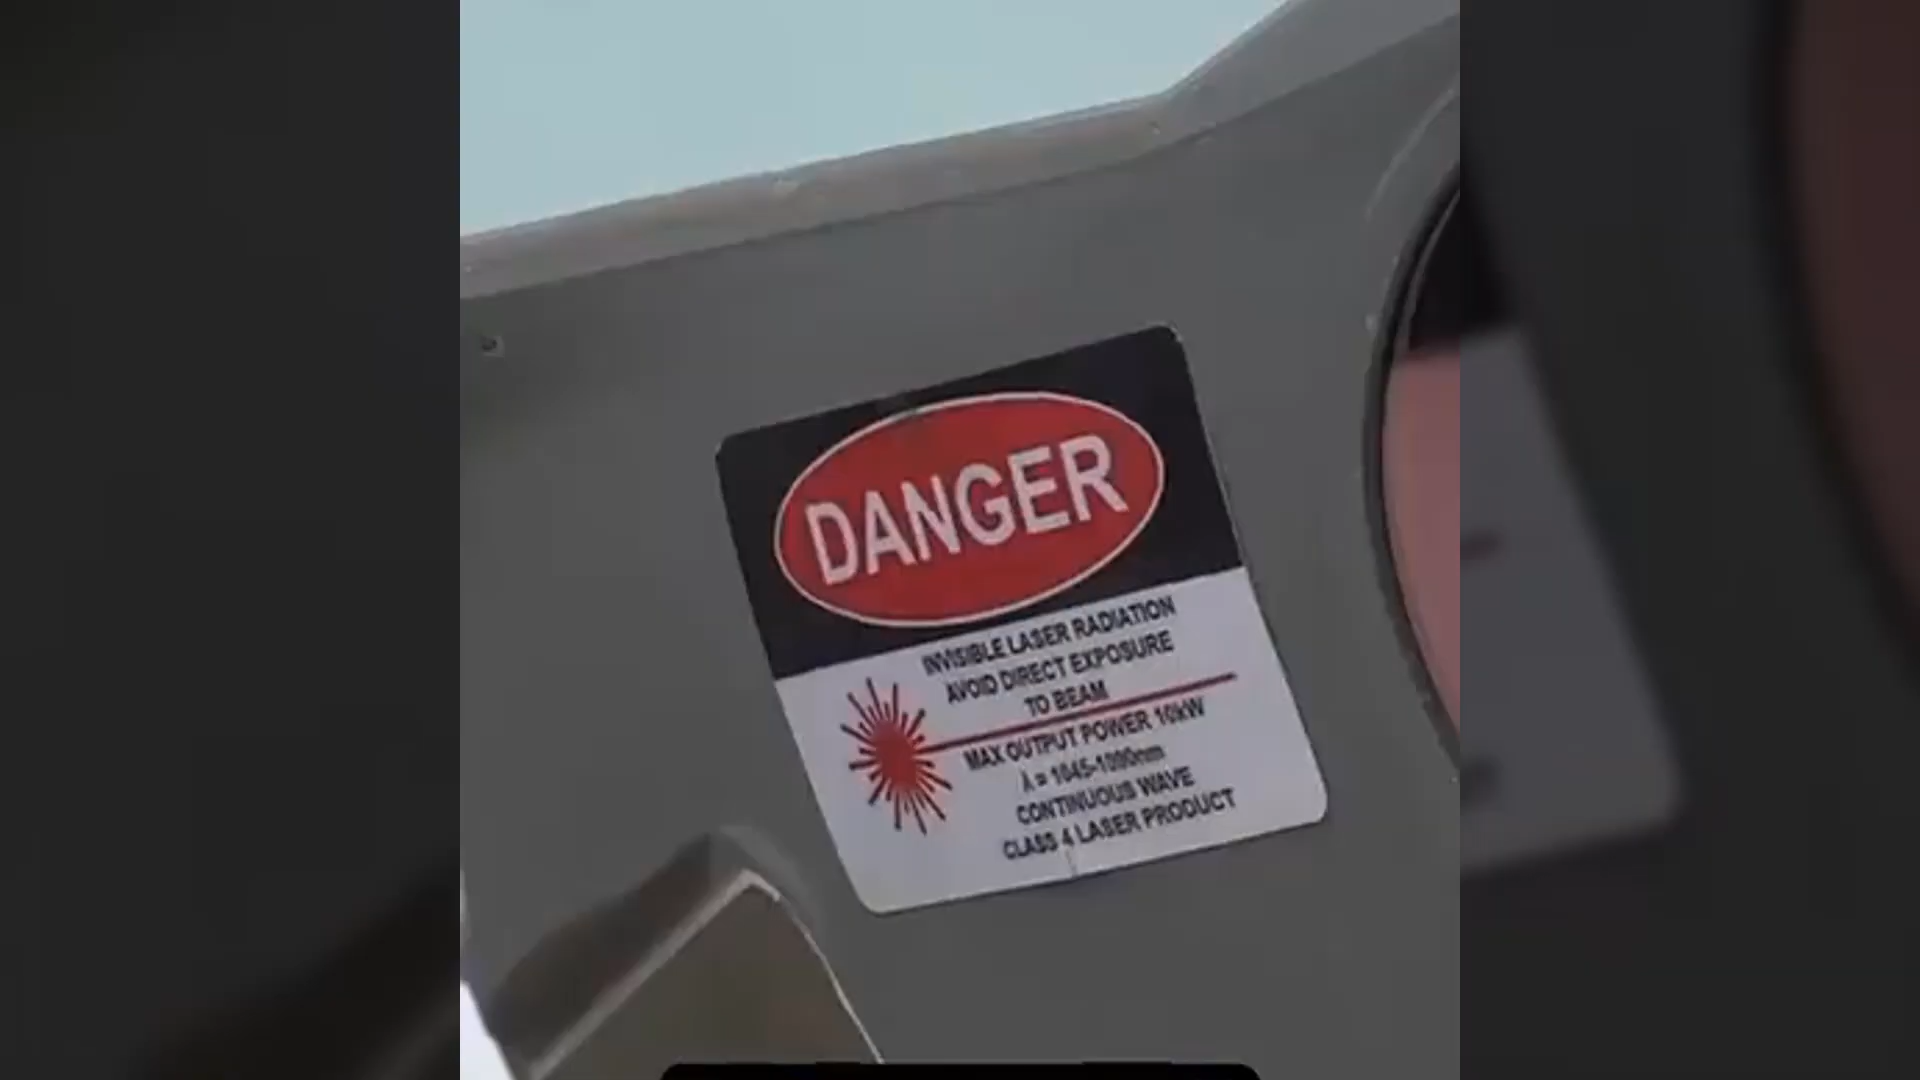 DANGER
INVISIBLE LASER RADIATION
AVOID DIRECT EXPOSURE
TO BEAM
MAX OUTPUT POWER 10kW
λ = 1045-1090nm
CONTINUOUS WAVE
CLASS 4 LASER PRODUCT